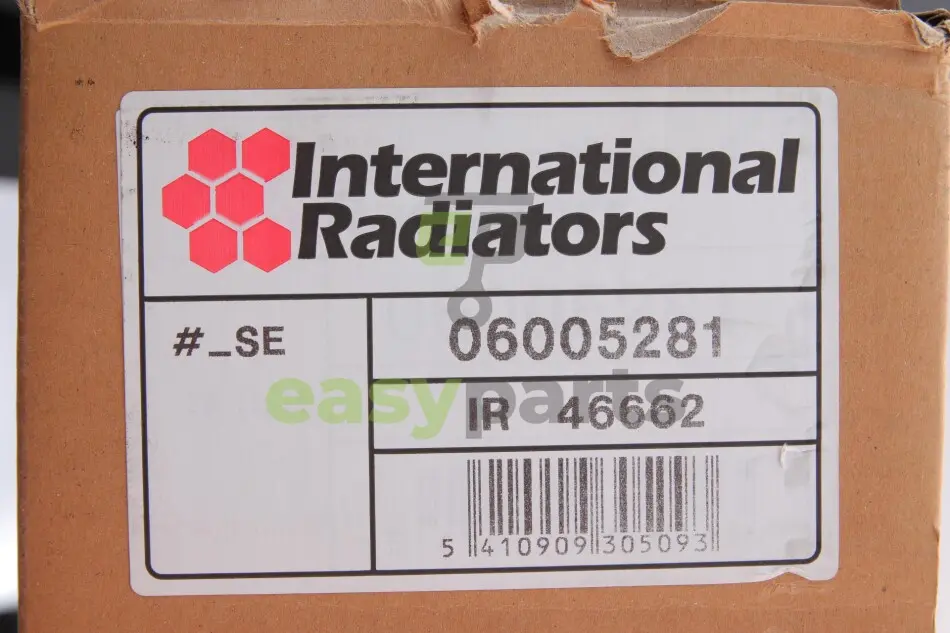 International
Radiators
#_SE
06005281
easyparts
IR 46662
5 410909 305093